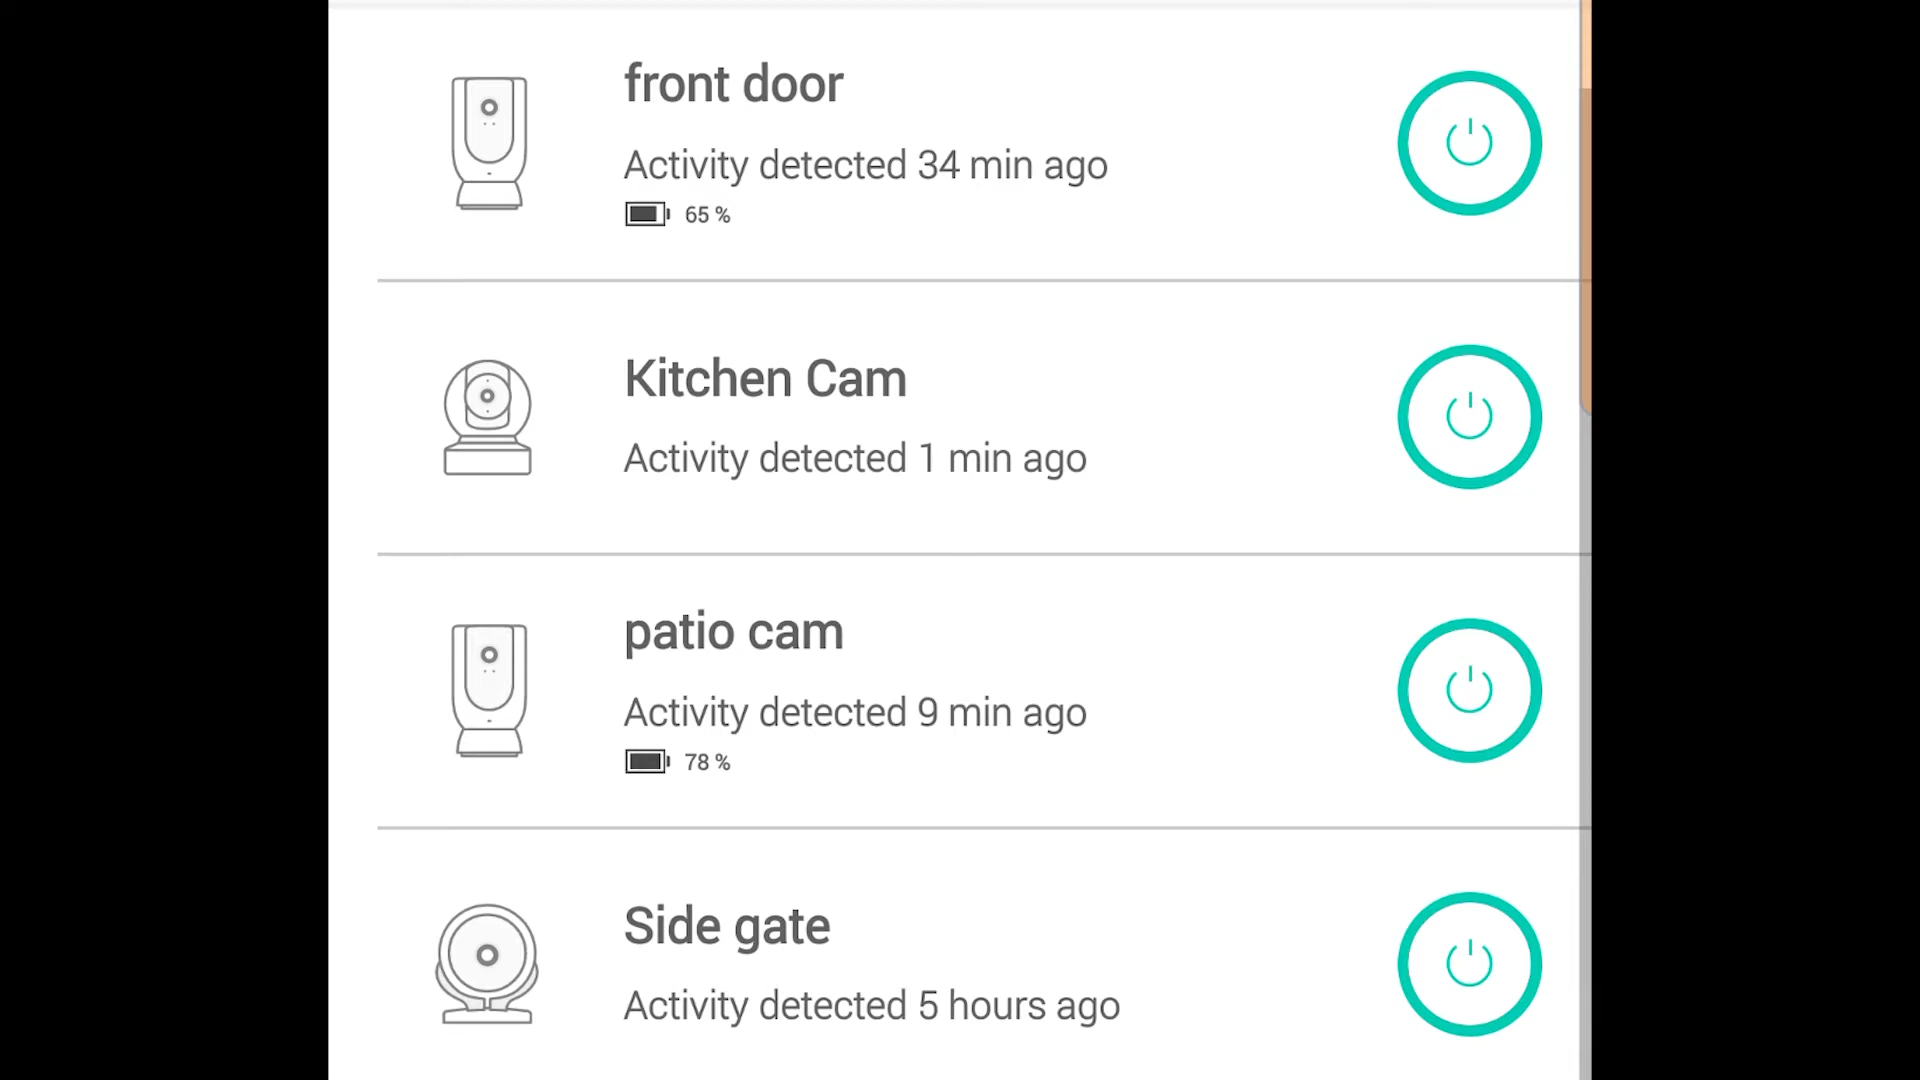 front door
Activity detected 34 min ago
65 %
Kitchen Cam
Activity detected 1 min ago
patio cam
Activity detected 9 min ago
78 %
Side gate
Activity detected 5 hours ago